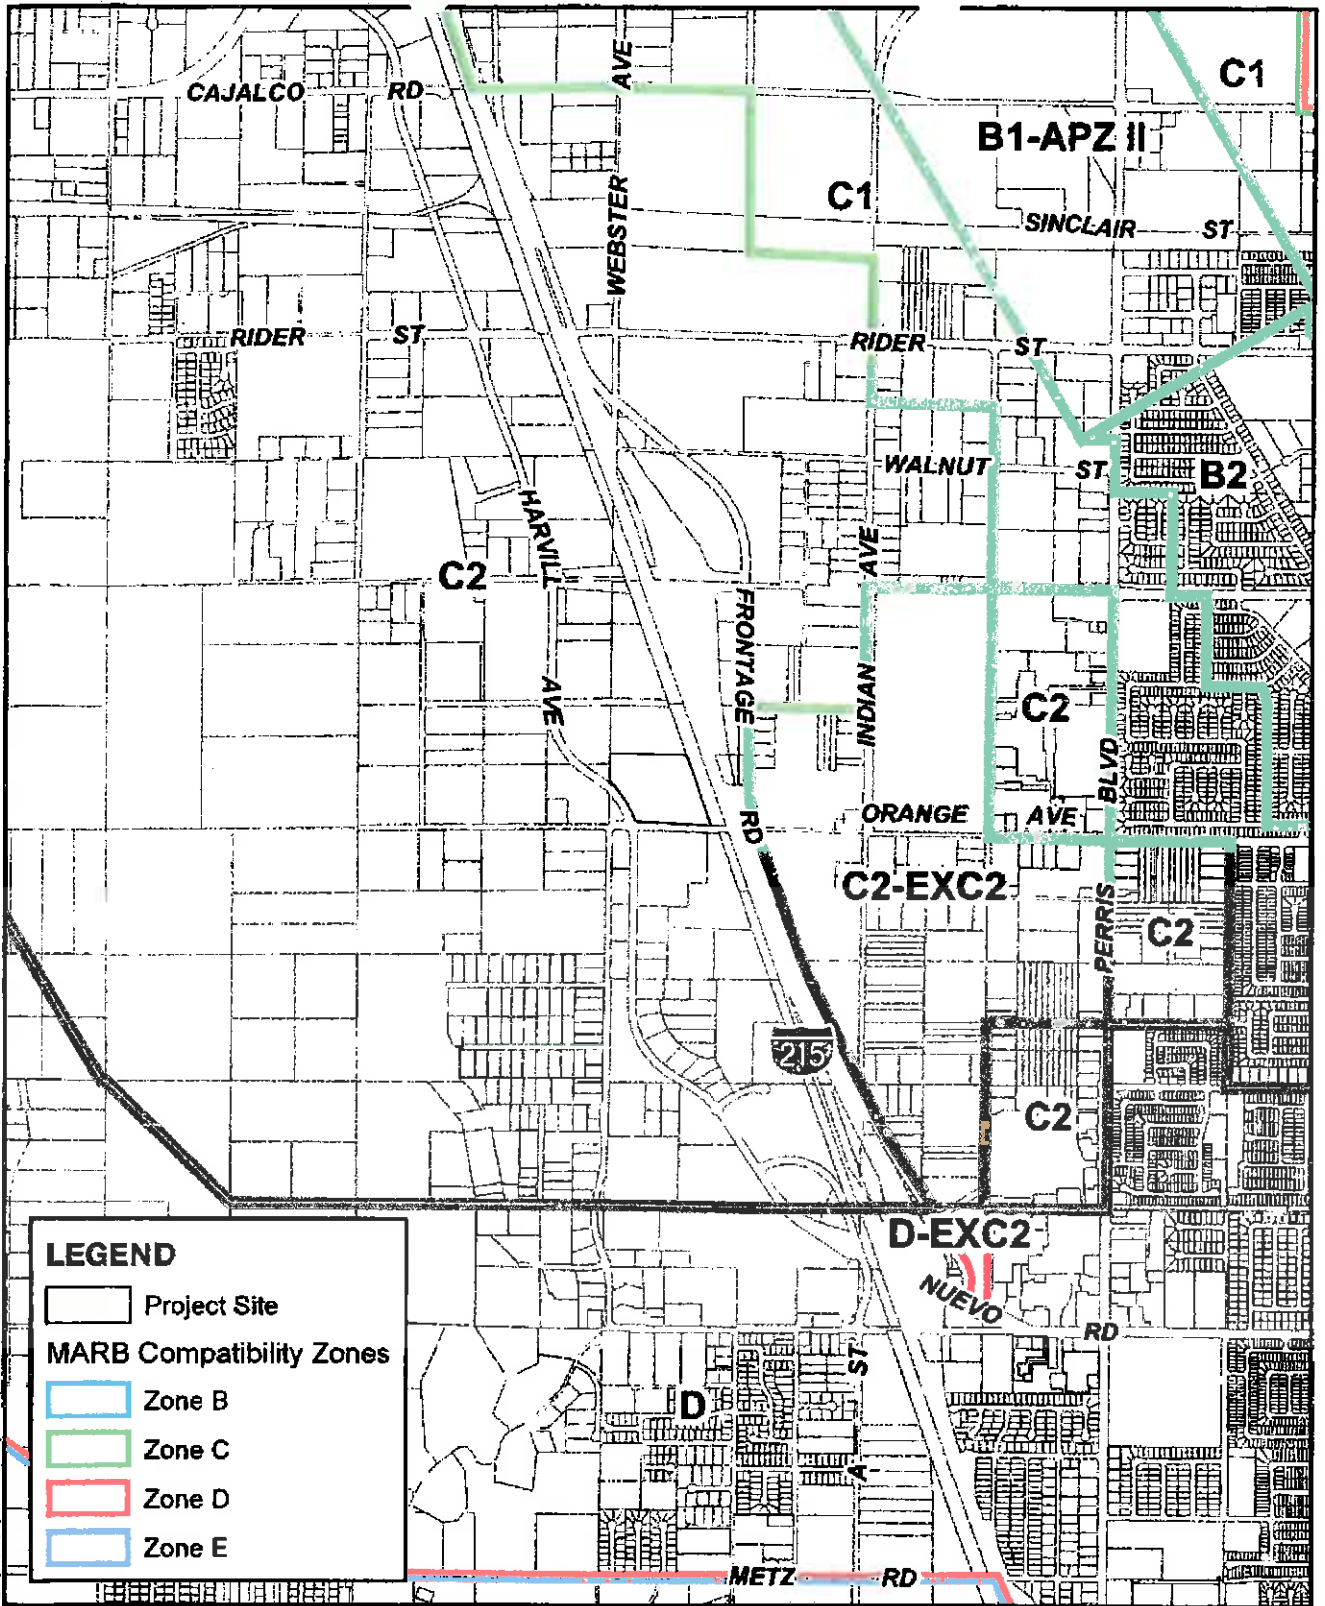 C1
CAJALCO RD
AVE
B1-APZ II
WEBSTER
C1
SINCLAIR ST
RIDER ST
RIDER ST
WALNUT ST
B2
HARVILL
AVE
C2
FRONTAGE
RD
AVE
INDIAN
C2
BLVD
PERRIS
ORANGE AVE
C2-EXC2
C2
215
C2
D-EXC2
NUEVO
RD
ST
A
D
METZ RD
LEGEND
Project Site
MARB Compatibility Zones
Zone B
Zone C
Zone D
Zone E